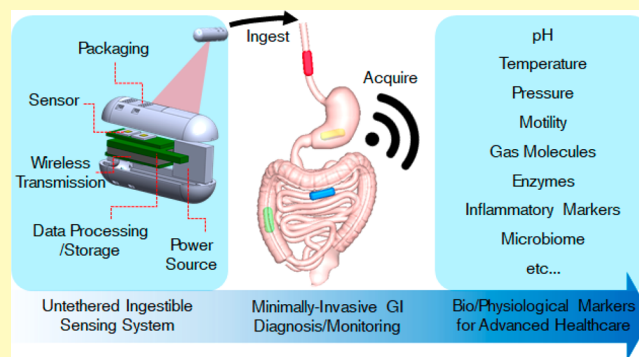 Packaging
Sensor
Wireless
Transmission
Data Processing
/Storage
Power
Source
Untethered Ingestible
Sensing System
Ingest
Acquire
Minimally-Invasive GI
Diagnosis/Monitoring
pH
Temperature
Pressure
Motility
Gas Molecules
Enzymes
Inflammatory Markers
Microbiome
etc...
Bio/Physiological Markers
for Advanced Healthcare